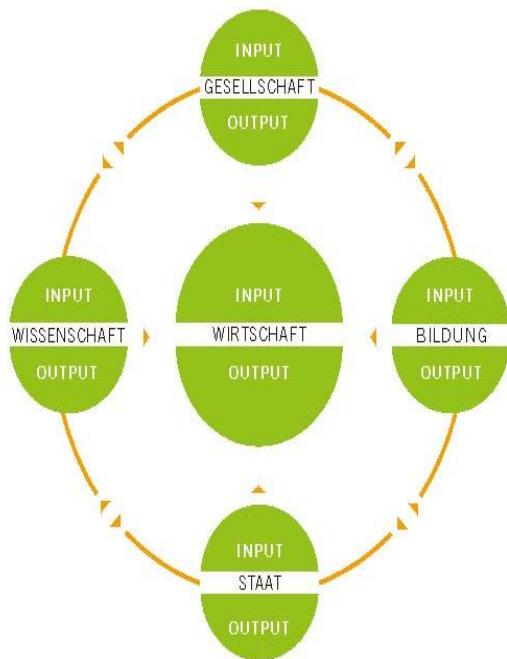 INPUT
GESELLSCHAFT
OUTPUT
INPUT
WISSENSCHAFT
OUTPUT
INPUT
WIRTSCHAFT
OUTPUT
INPUT
BILDUNG
OUTPUT
INPUT
STAAT
OUTPUT